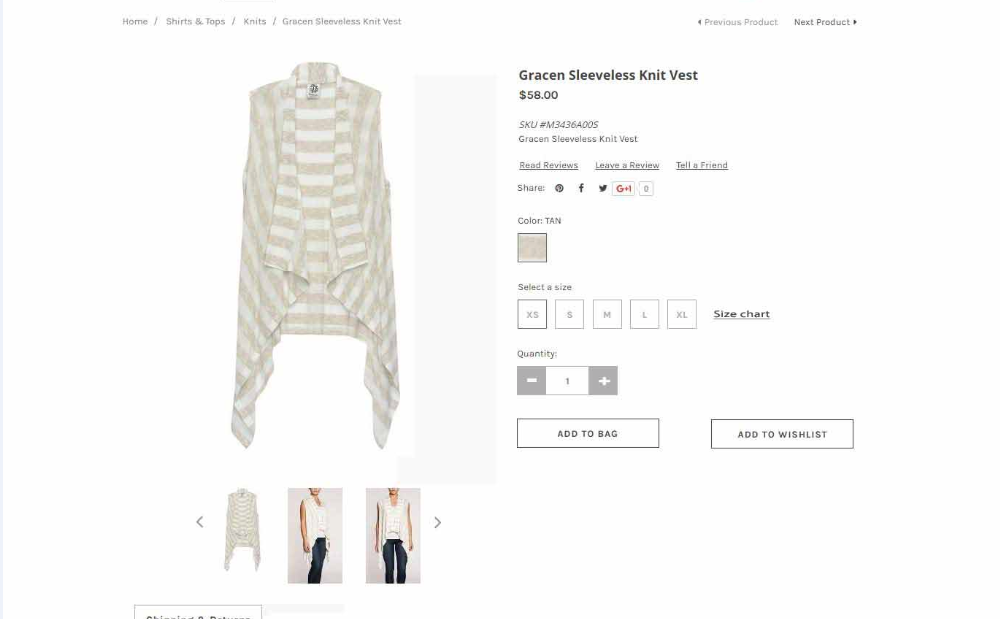 Home / Shirts & Tops / Knits / Gracen Sleeveless Knit Vest
Previous Product Next Product
Gracen Sleeveless Knit Vest
$58.00
SKU #M3436A00S
Gracen Sleeveless Knit Vest
Read Reviews Leave a Review Tell a Friend
Share: G+1 0
Color: TAN
Select a size
XS S M L XL Size chart
Quantity:
- 1 +
ADD TO BAG ADD TO WISHLIST
Shipping & Returns